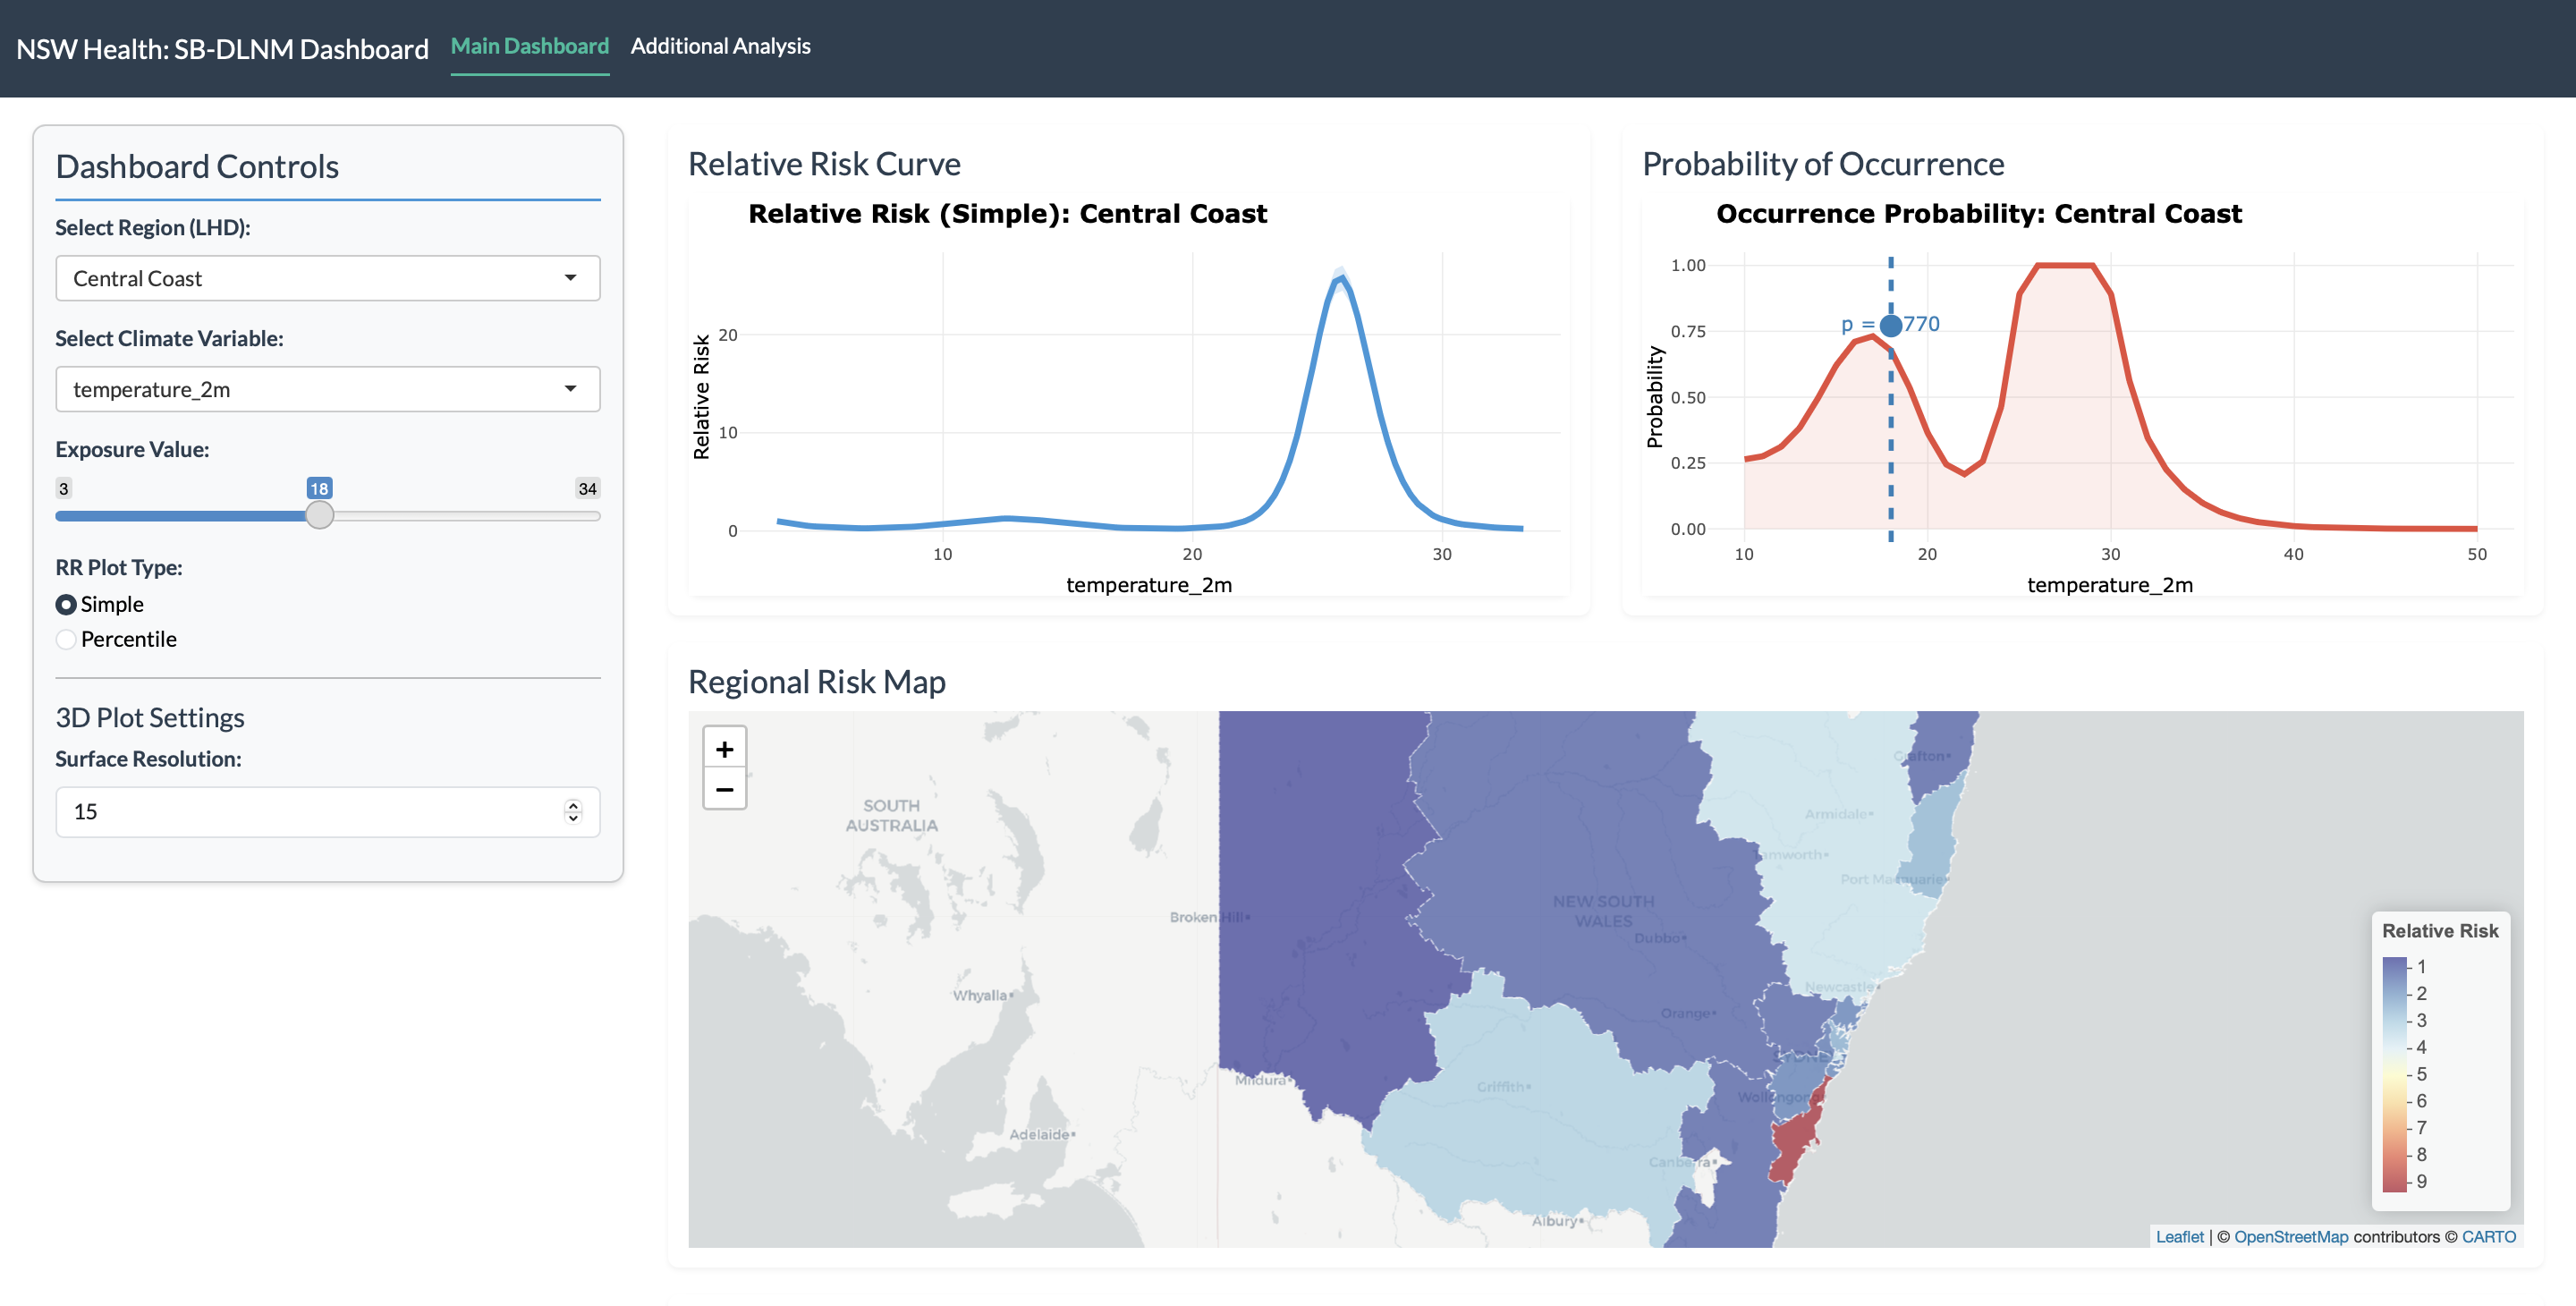 NSW Health: SB-DLNM Dashboard
Main Dashboard
Additional Analysis
Dashboard Controls
Select Region (LHD):
Central Coast
Select Climate Variable:
temperature_2m
Exposure Value:
3
18
34
RR Plot Type:
Simple
Percentile
3D Plot Settings
Surface Resolution:
15
Relative Risk Curve
Relative Risk (Simple): Central Coast
Relative Risk
20
10
0
10
20
30
temperature_2m
Probability of Occurrence
Occurrence Probability: Central Coast
Probability
1.00
0.75
0.50
0.25
0.00
p =
770
10
20
30
40
50
temperature_2m
Regional Risk Map
+
−
SOUTH
AUSTRALIA
Broken Hill
Whyalla
Adelaide
Mildura
Grafton
Armidale
Tamworth
Port Macquarie
NEW SOUTH
WALES
Dubbo
Newcastle
Orange
SYDNEY
Griffith
Wollongong
Canberra
Albury
Relative Risk
1
2
3
4
5
6
7
8
9
Leaflet | © OpenStreetMap contributors © CARTO